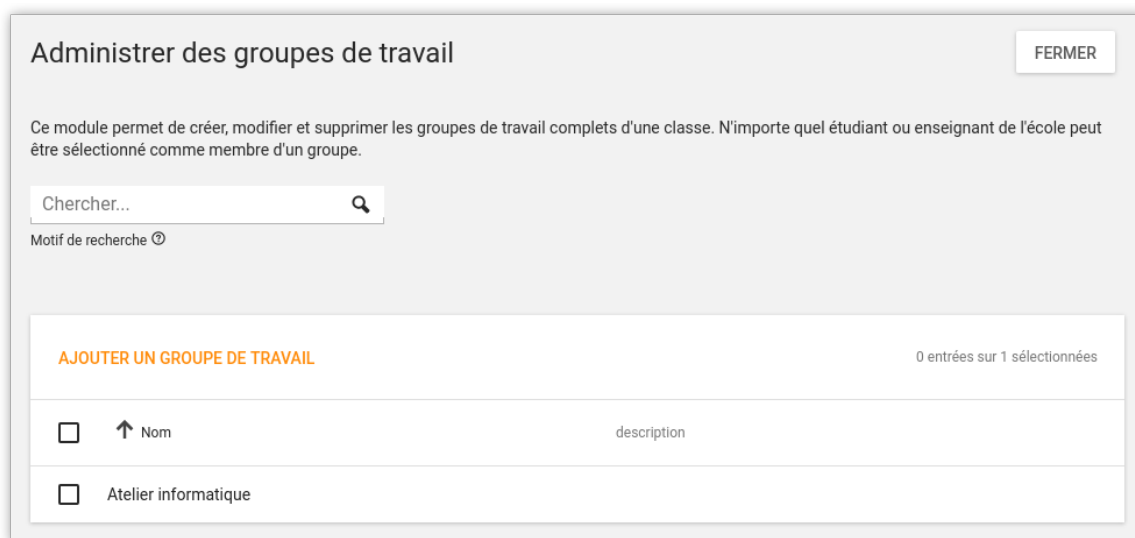 Administrer des groupes de travail
FERMER
Ce module permet de créer, modifier et supprimer les groupes de travail complets d'une classe. N'importe quel étudiant ou enseignant de l'école peut
être sélectionné comme membre d'un groupe.
Chercher...
Motif de recherche
AJOUTER UN GROUPE DE TRAVAIL
0 entrées sur 1 sélectionnées
Nom
description
Atelier informatique